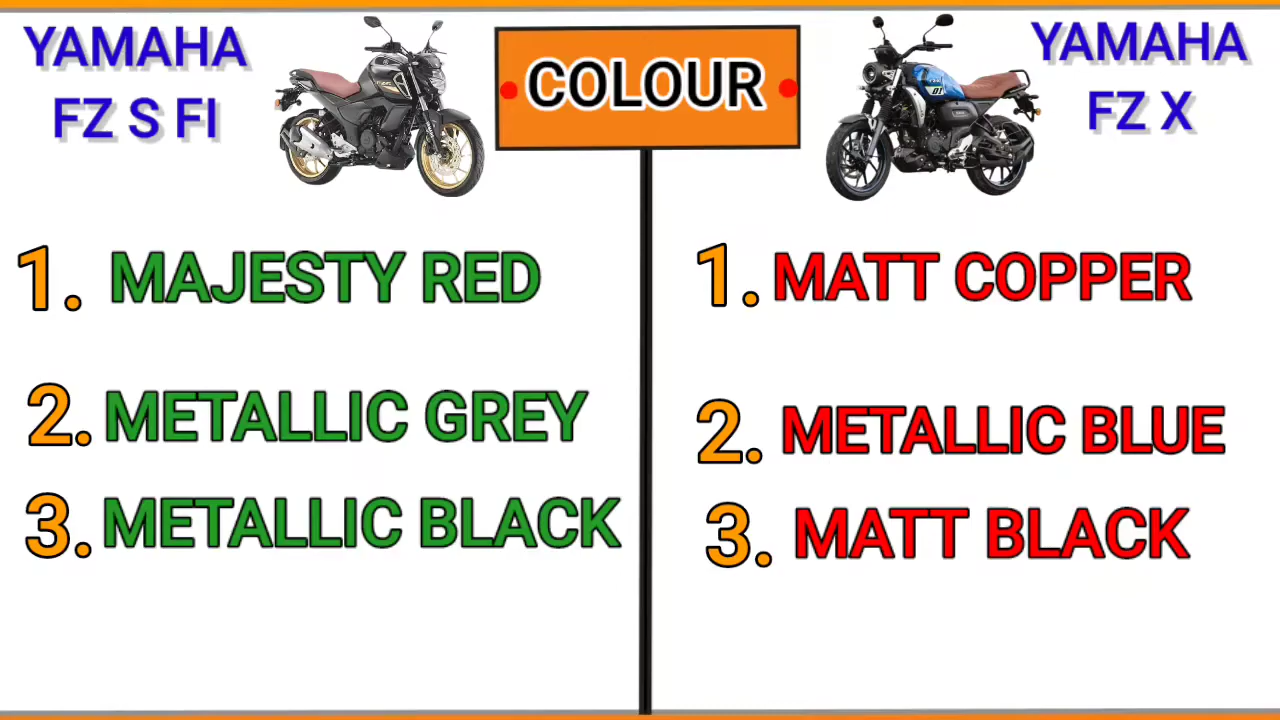 YAMAHA
FZ S FI
COLOUR
YAMAHA
FZ X
1. MAJESTY RED
2. METALLIC GREY
3. METALLIC BLACK
1. MATT COPPER
2. METALLIC BLUE
3. MATT BLACK